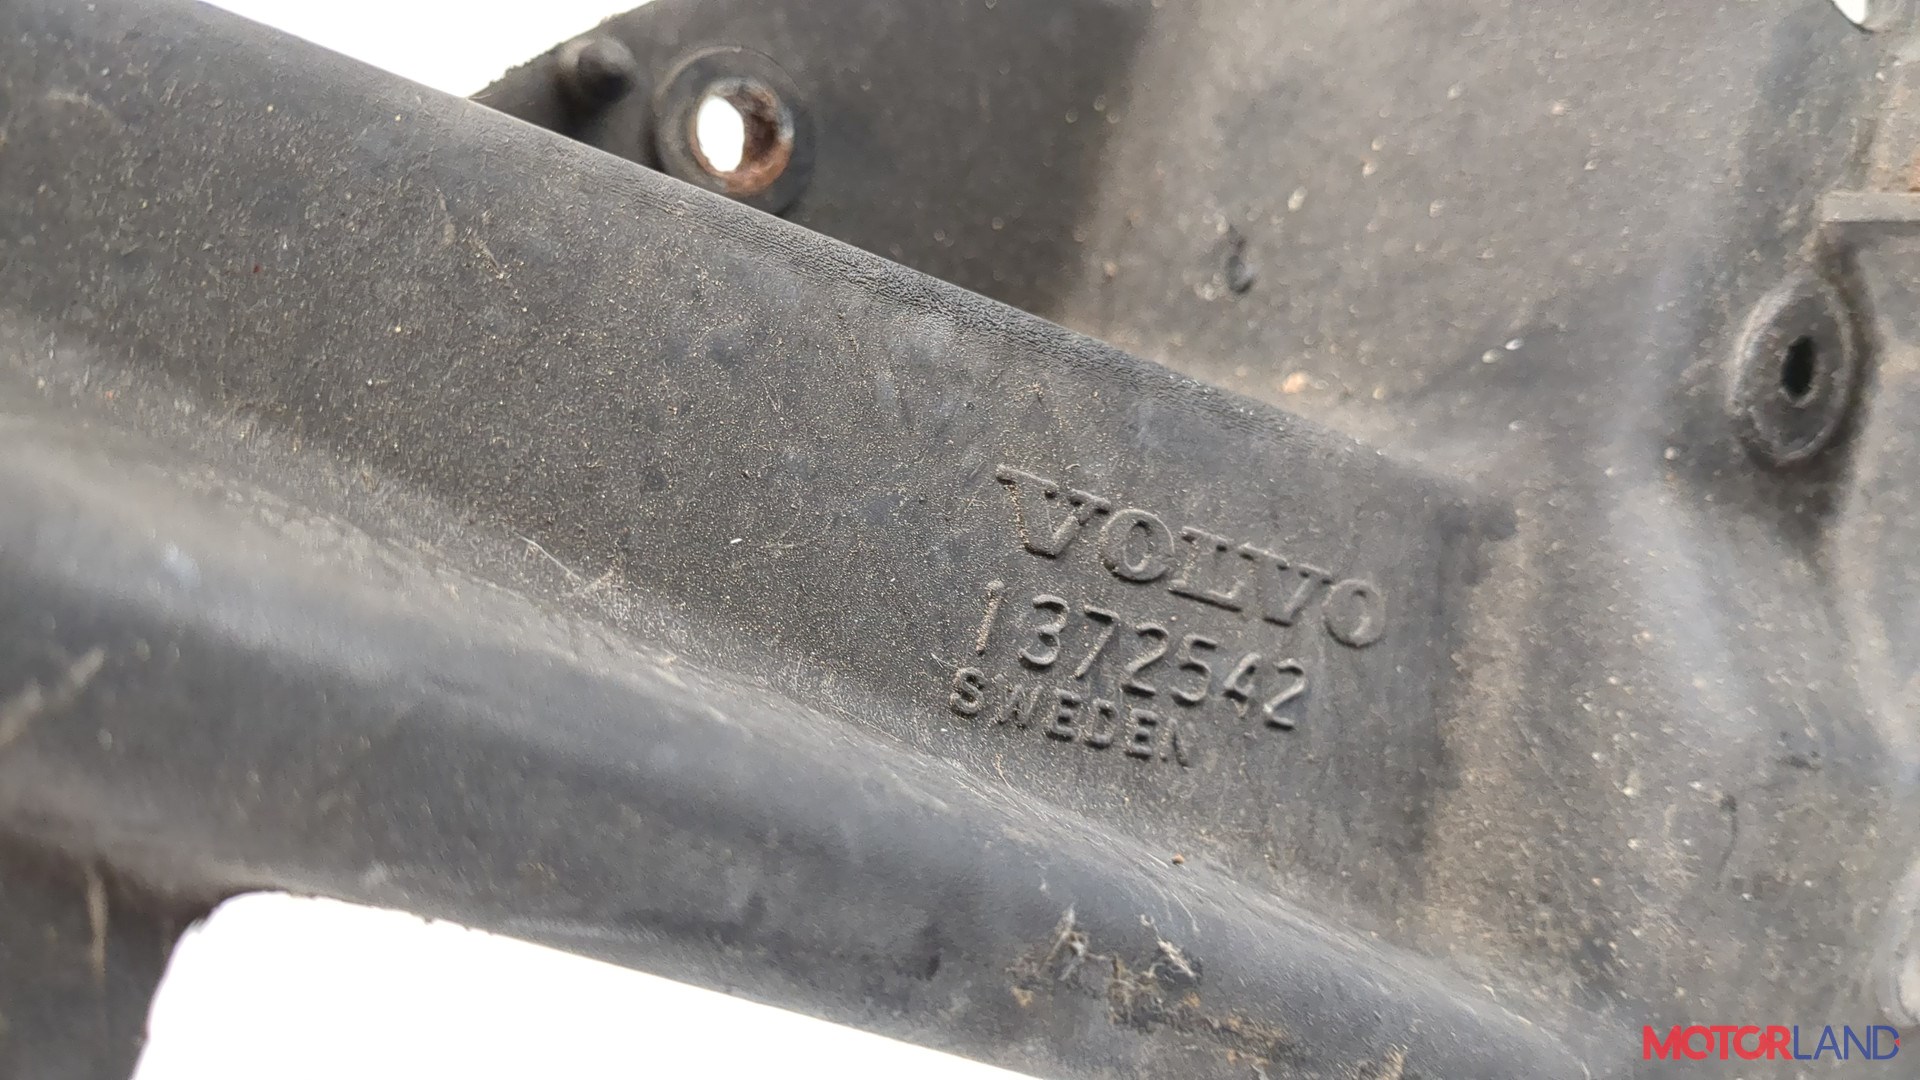 VOLVO
1372542
SWEDEN
MOTORLAND